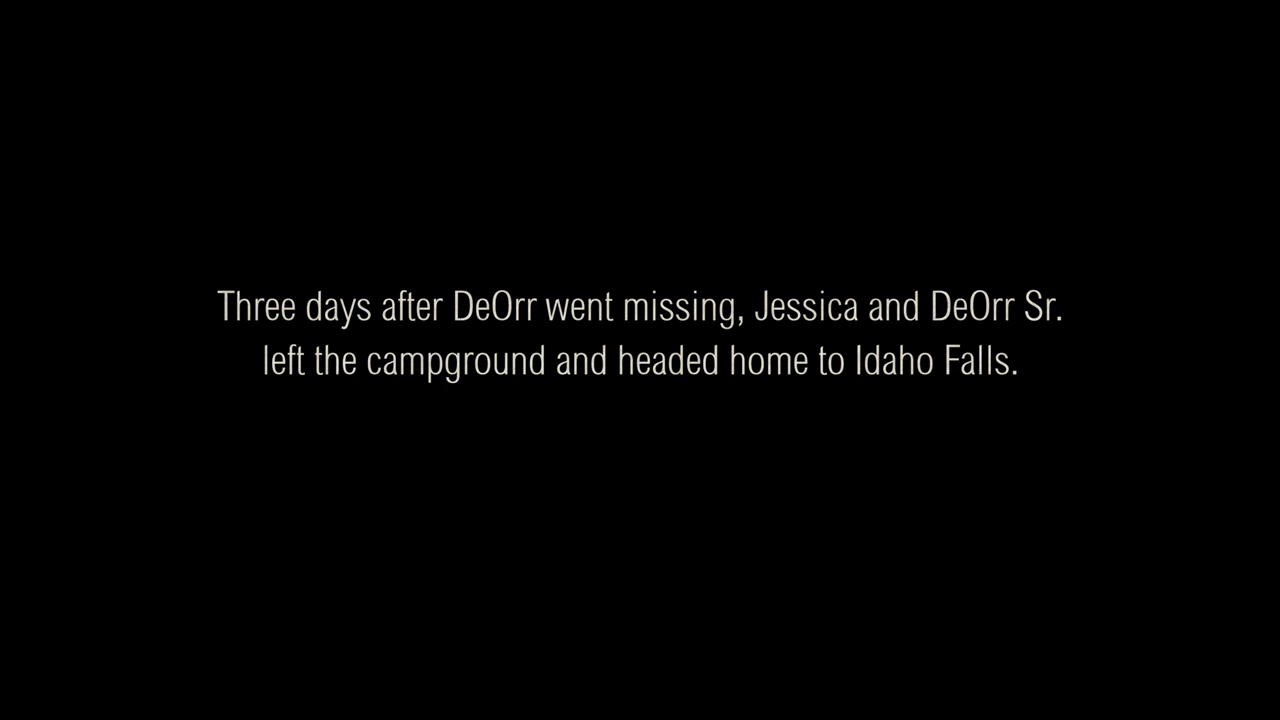 Three days after DeOrr went missing, Jessica and DeOrr Sr.
left the campground and headed home to Idaho Falls.